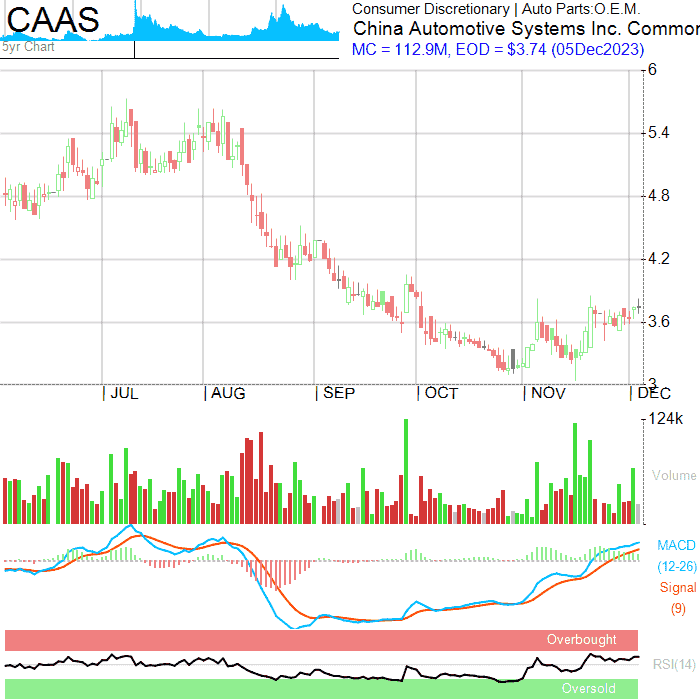 CAAS
5yr Chart
Consumer Discretionary | Auto Parts:O.E.M.
China Automotive Systems Inc. Common
MC = 112.9M, EOD = $3.74 (05Dec2023)
6
5.4
4.8
4.2
3.6
3
JUL
AUG
SEP
OCT
NOV
DEC
124k
Volume
MACD
(12-26)
Signal
(9)
Overbought
RSI(14)
Oversold